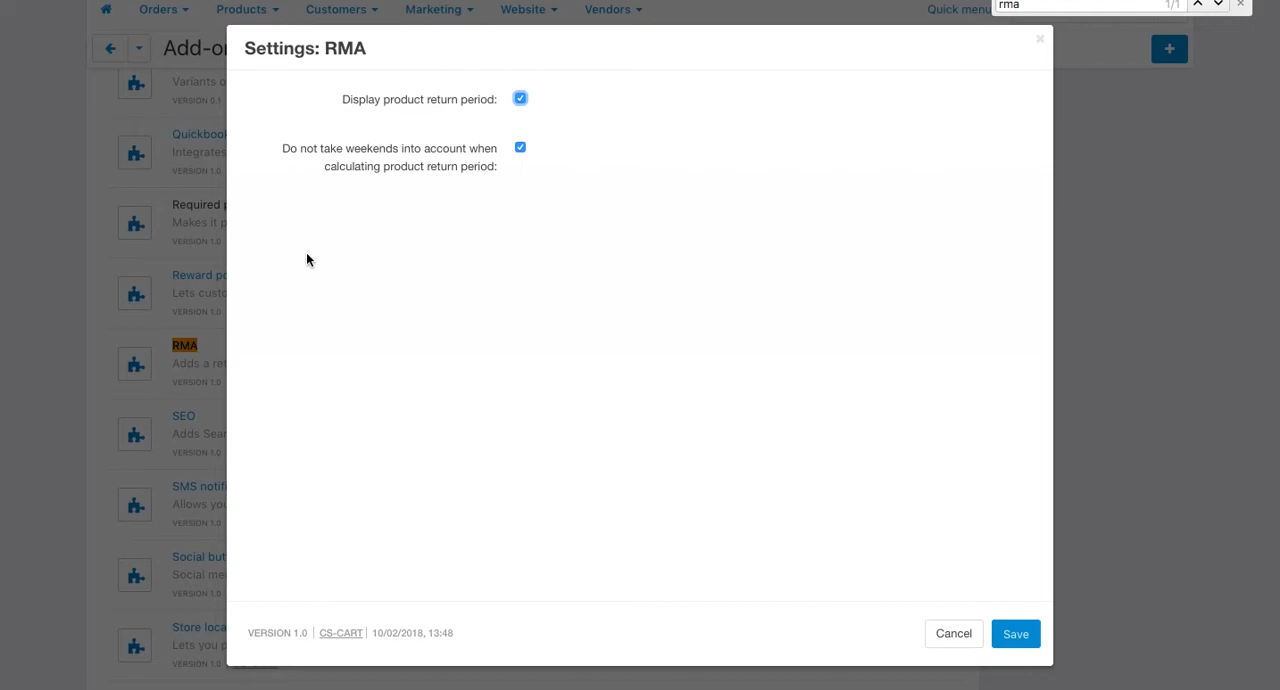 Orders Products Customers Marketing Website Vendors Quick menu
rma 1/1
Add-o
Settings: RMA
Display product return period:
Do not take weekends into account when
calculating product return period:
Variants o
VERSION 0.1
Quickboo
Integrates
VERSION 1.0
Required
Makes it p
VERSION 1.0
Reward po
Lets custo
VERSION 1.0
RMA
Adds a ret
VERSION 1.0
SEO
Adds Sear
VERSION 1.0
SMS notifi
Allows you
VERSION 1.0
Social but
Social me
VERSION 1.0
Store loca
Lets you p
VERSION 1.0
VERSION 1.0 | CS-CART | 10/02/2018, 13:48
Cancel Save